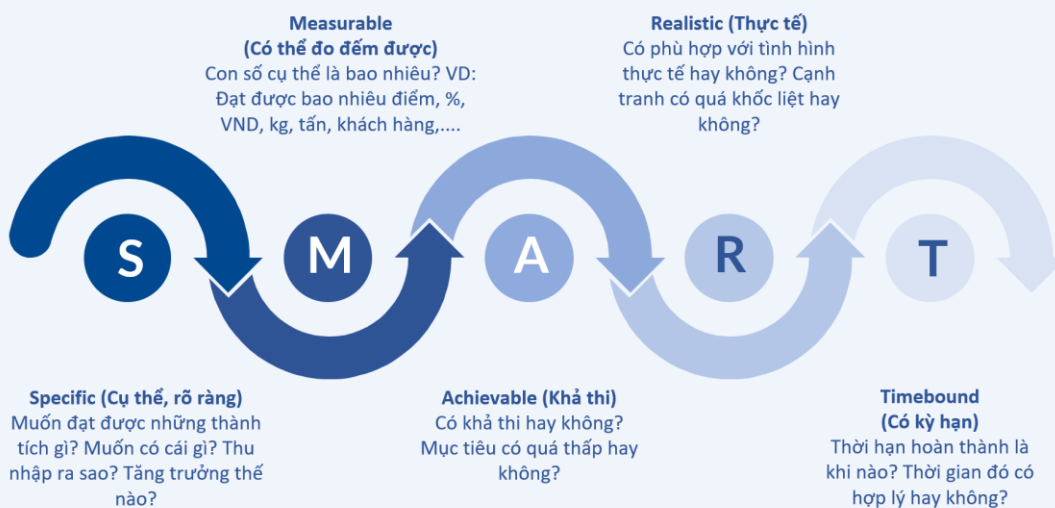 Measurable
(Có thể đo đếm được)
Con số cụ thể là bao nhiêu? VD:
Đạt được bao nhiêu điểm, %,
VND, kg, tấn, khách hàng,....
Realistic (Thực tế)
Có phù hợp với tình hình
thực tế hay không? Cạnh
tranh có quá khốc liệt hay
không?
S
M
A
R
T
Specific (Cụ thể, rõ ràng)
Muốn đạt được những thành
tích gì? Muốn có cái gì? Thu
nhập ra sao? Tăng trưởng thế
nào?
Achievable (Khả thi)
Có khả thi hay không?
Mục tiêu có quá thấp hay
không?
Timebound
(Có kỳ hạn)
Thời hạn hoàn thành là
khi nào? Thời gian đó có
hợp lý hay không?